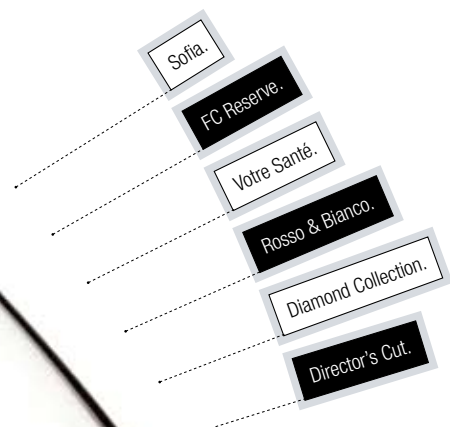 Sofia.
FC Reserve.
Votre Santé.
Rosso & Bianco.
Diamond Collection.
Director's Cut.